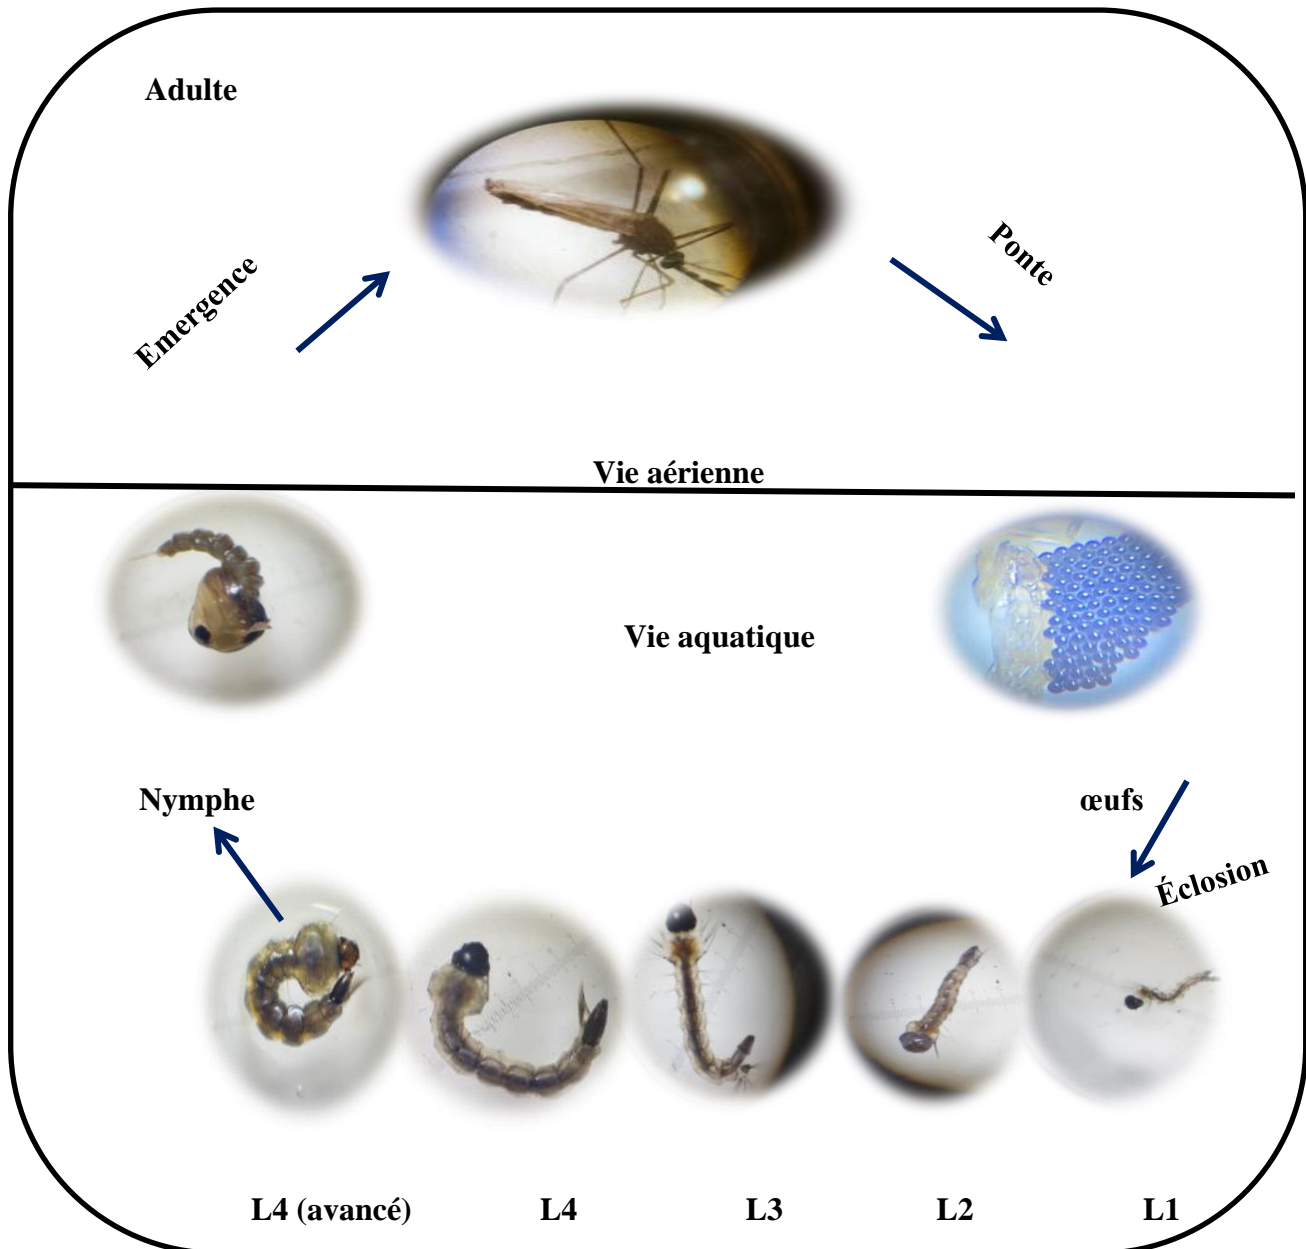 Adulte
Emergence
Ponte
Vie aérienne
Vie aquatique
Nymphe
œufs
Éclosion
L4 (avancé)
L4
L3
L2
L1